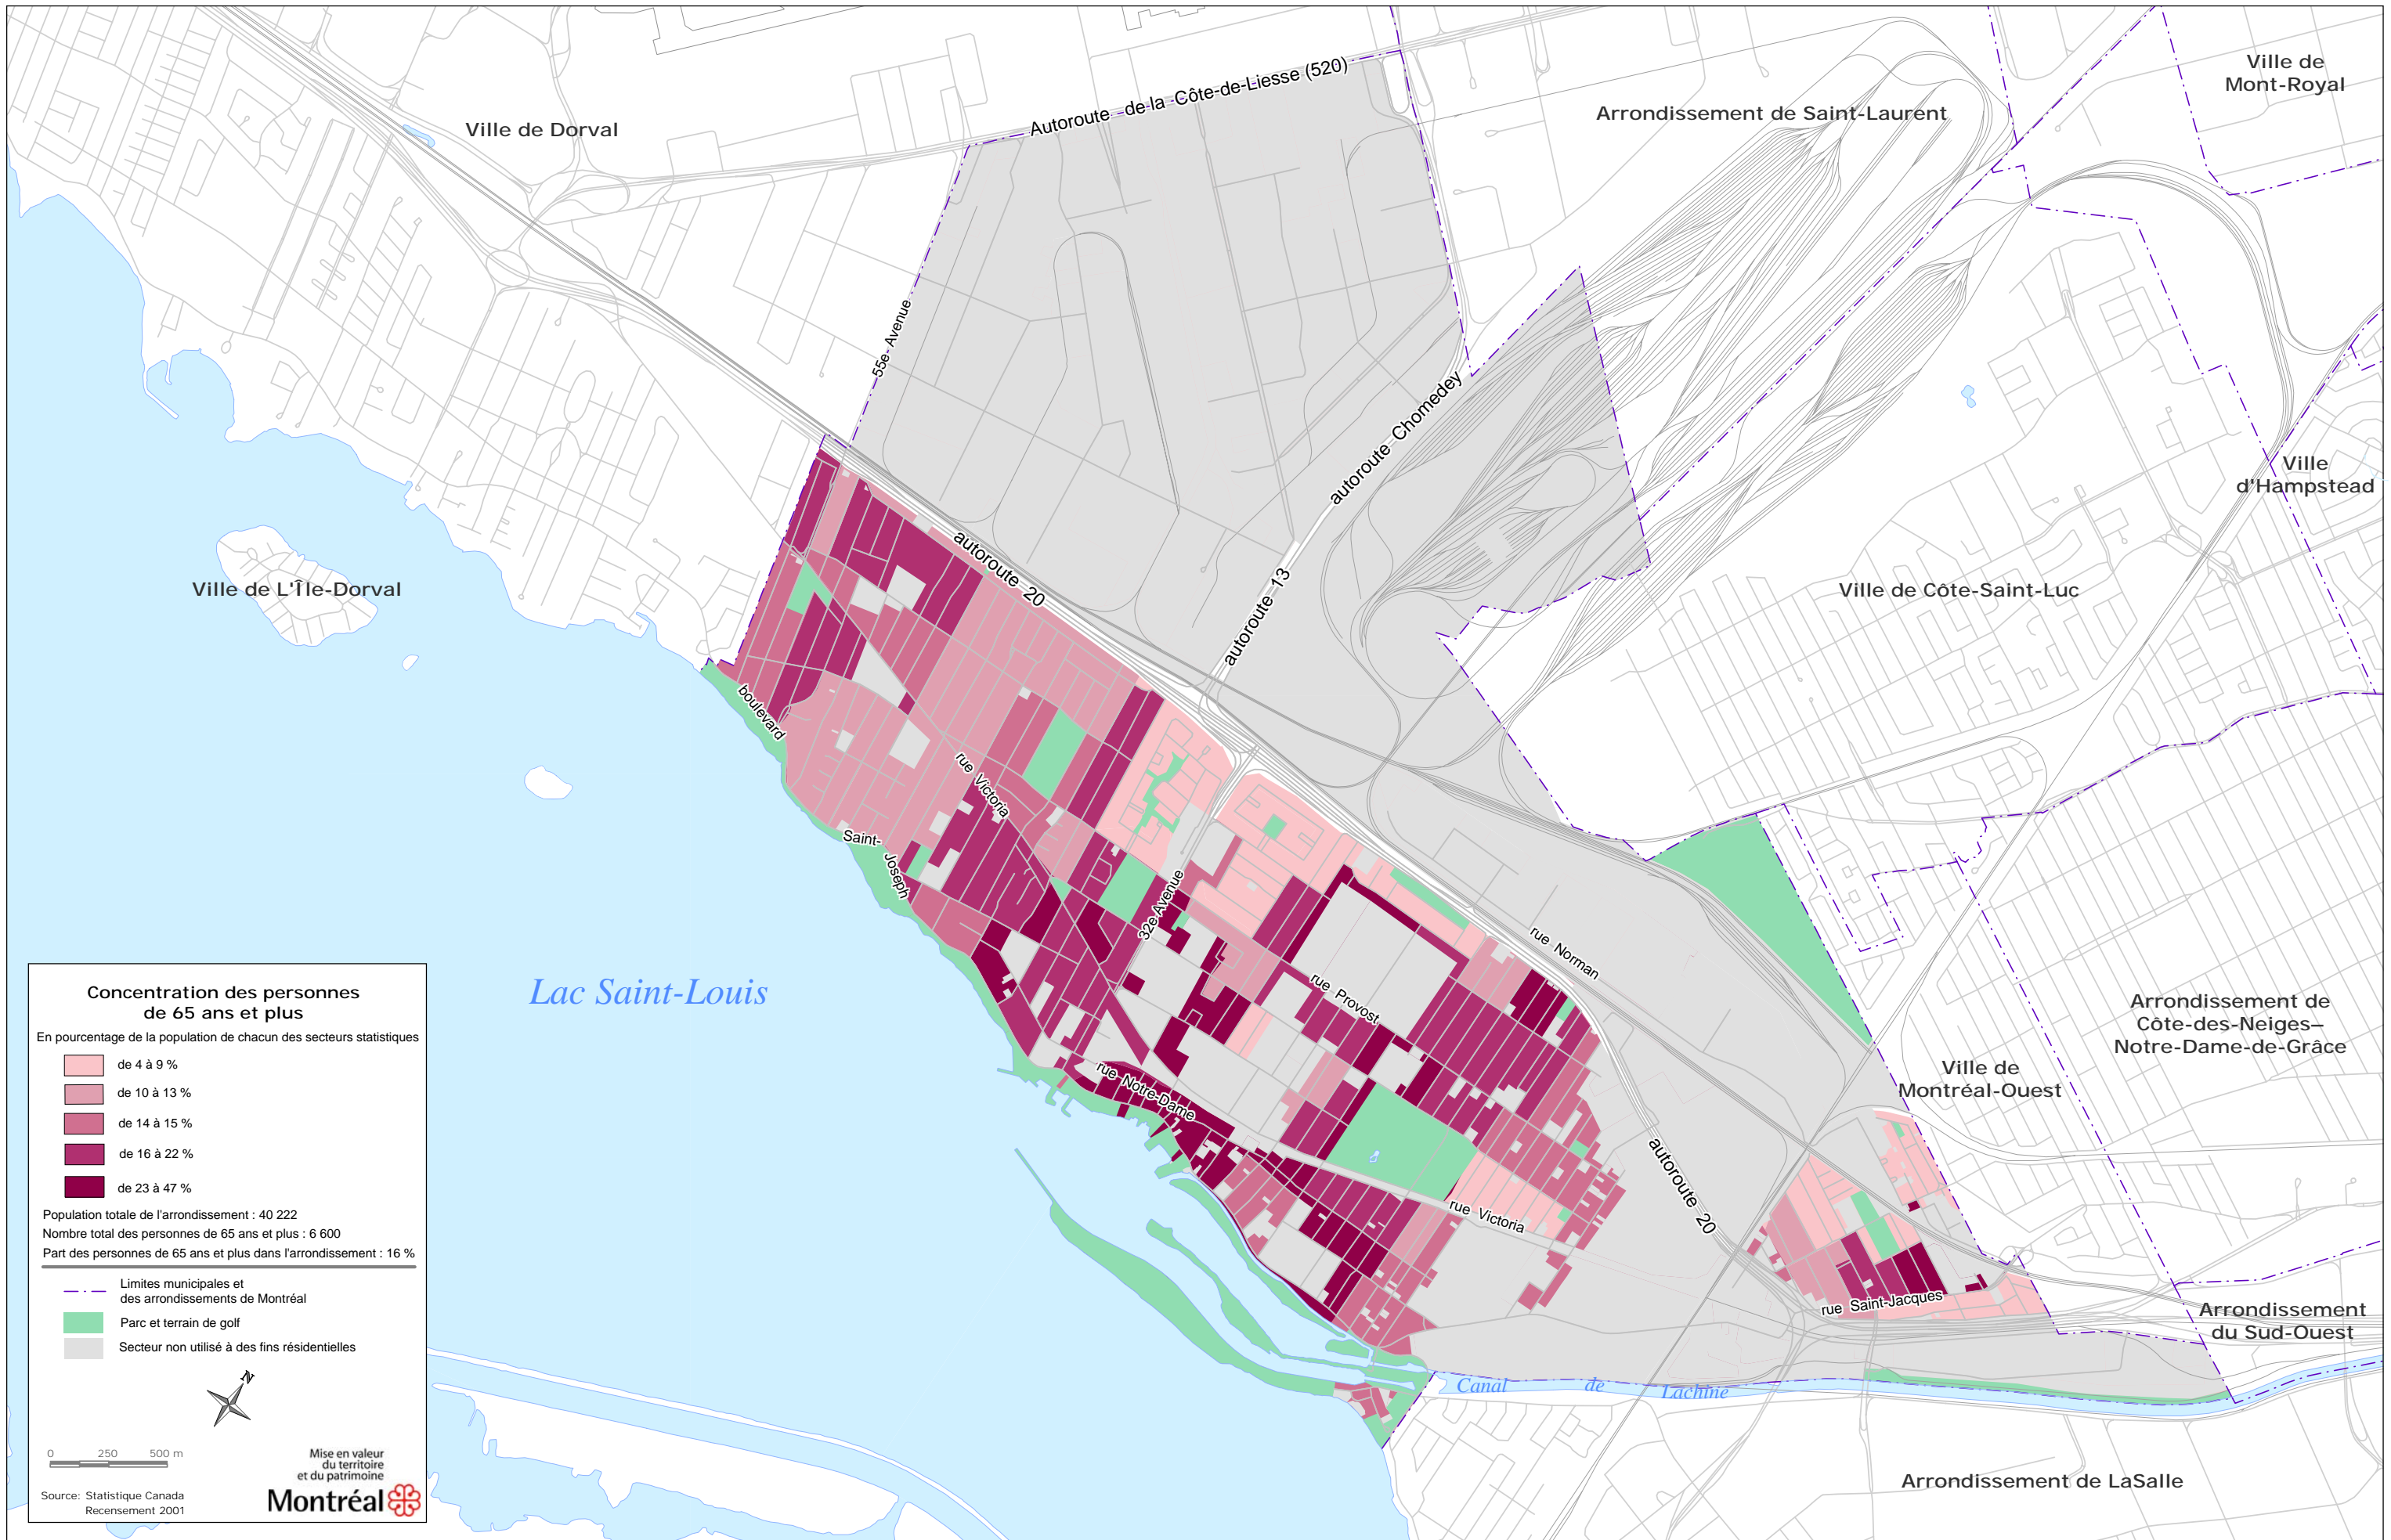 Ville de
Mont-Royal
Autoroute de la Côte-de-Liesse (520)
Arrondissement de Saint-Laurent
Ville de Dorval
55e Avenue
autoroute Chomedey
Ville
d'Hampstead
autoroute 20
autoroute 13
Ville de L'Île-Dorval
Ville de Côte-Saint-Luc
boulevard
rue Victoria
Saint-
Joseph
32e Avenue
rue Norman
rue Provost
Lac Saint-Louis
Arrondissement de
Côte-des-Neiges–
Notre-Dame-de-Grâce
Ville de
Montréal-Ouest
rue Notre-Dame
autoroute 20
rue Victoria
rue Saint-Jacques
Arrondissement
du Sud-Ouest
Canal de Lachine
Arrondissement de LaSalle
Concentration des personnes
de 65 ans et plus
En pourcentage de la population de chacun des secteurs statistiques
de 4 à 9 %
de 10 à 13 %
de 14 à 15 %
de 16 à 22 %
de 23 à 47 %
Population totale de l'arrondissement : 40 222
Nombre total des personnes de 65 ans et plus : 6 600
Part des personnes de 65 ans et plus dans l'arrondissement : 16 %
Limites municipales et
des arrondissements de Montréal
Parc et terrain de golf
Secteur non utilisé à des fins résidentielles
N
0 250 500 m
Mise en valeur
du territoire
et du patrimoine
Montréal
Source: Statistique Canada
Recensement 2001